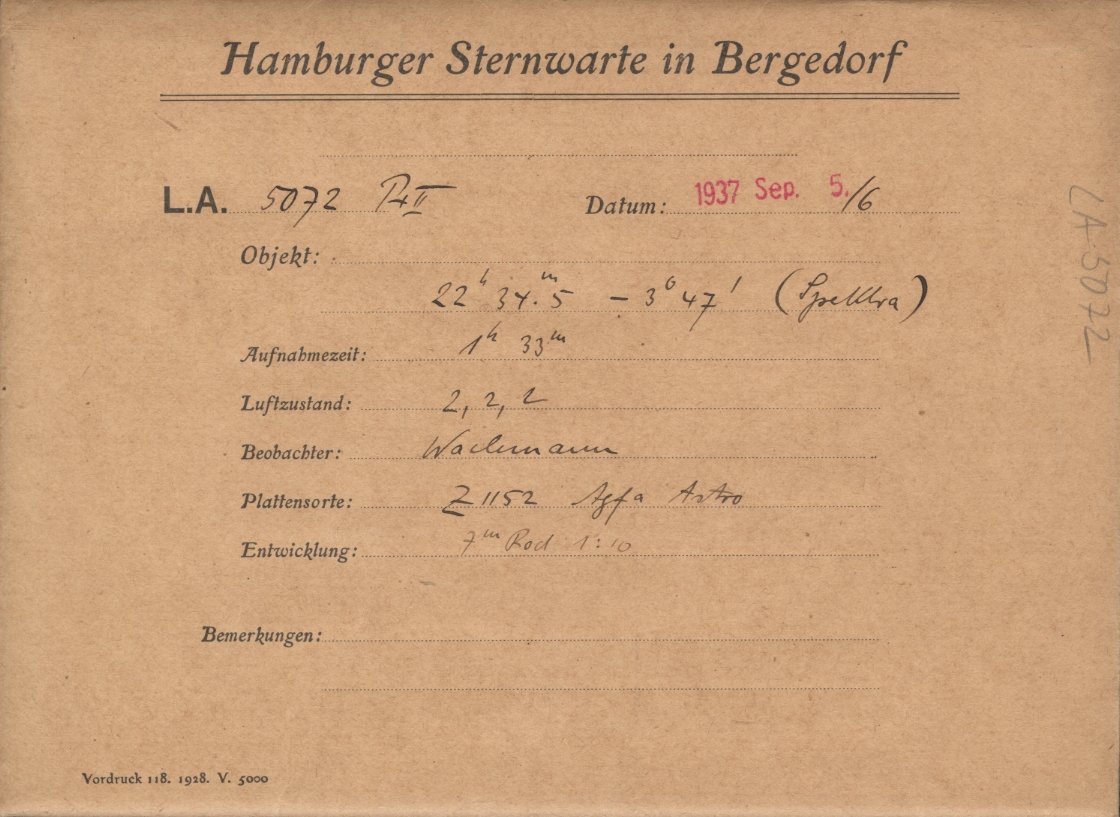 Hamburger Sternwarte in Bergedorf
L.A. 5072 P+II Datum: 1937 Sep. 5./6
Objekt:
22ʰ 34.ᵐ5 – 3° 47' (Spektra)
Aufnahmezeit: 1ʰ 33ᵐ
Luftzustand: 2, 2, 2
Beobachter: Wachmann
Plattensorte: Z 1152 Agfa Astro
Entwicklung: 7ᵐ Rod 1:10
Bemerkungen:
Vordruck 118. 1928. V. 5000
LA 5072